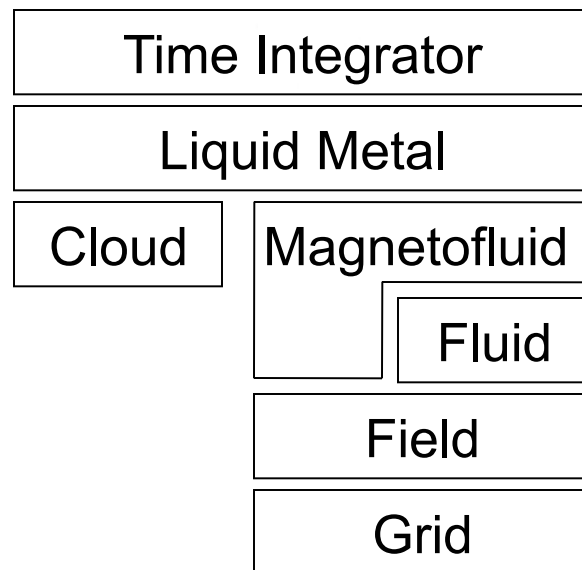 Time Integrator
Liquid Metal
Cloud
Magnetofluid
Fluid
Field
Grid